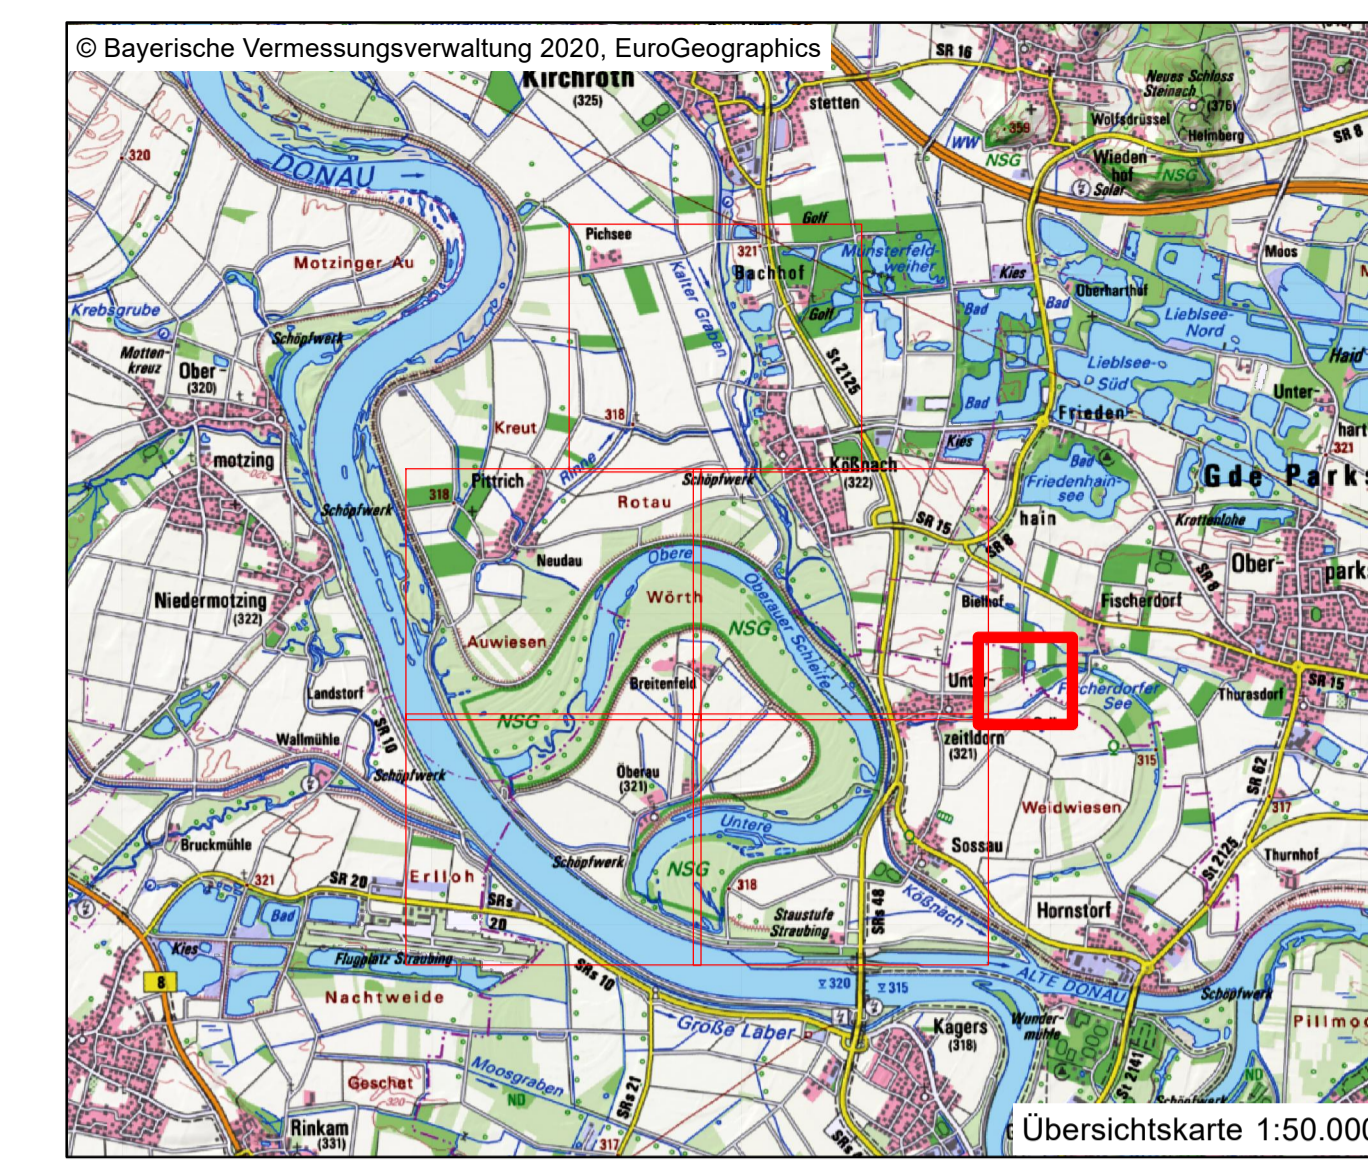 © Bayerische Vermessungsverwaltung 2020, EuroGeographics
SR 16
Kirchroth
(325)
stetten
Neues Schloss
Steinach
(376)
Wolfsdrüssel
Helmberg
SR 8
359
WW
NSG
Wieden-
hof
NSG
Solar
320
DONAU
Golf
Pichsee
321
Bachhof
Münsterfeld-
weiher
Moos
Motzinger Au
Kalter Graben
Kies
Oberharthof
Krebsgrube
Bad
Bad
Lieblsee-
Nord
Golf
Schöpfwerk
Motten-
kreuz
Ober-
(320)
St 2125
Lieblsee-
Süd
Haid
Unter-
hart
321
318
Kreut
Bad
Frieden-
motzing
Rinne
Kies
Bad
Kößnach
(322)
Friedenhain-
see
Gde Parks
Pittrich
318
Schöpfwerk
Rotau
Schöpfwerk
SR 15
hain
Krottenlohe
SR 8
Neudau
Obere
Ober-
park
SR 8
Niedermotzing
(322)
Wörth
Oberauer Schleife
NSG
Bielhof
Fischerdorf
Auwiesen
Breitenfeld
Unter-
zeitldorn
(321)
Fischerdorfer
See
Thurasdorf
SR 15
Landstorf
NSG
SR 10
Wallmühle
Schöpfwerk
Öberau
(321)
315
SR 62
Weidwiesen
317
Untere
Bruckmühle
Schöpfwerk
Sossau
St 2125
Thurnhof
321
SR 20
Erlloh
NSG
318
SRs
20
Bad
Staustufe
Straubing
SRs 48
Kößnach
Hornstorf
Kies
Flugplatz Straubing
8
SRs 10
320
315
ALTE DONAU
Schöpfwerk
Nachtweide
Große Laber
Kagers
(318)
Wunder-
mühle
Pillmoo
Moosgraben
ND
Geschet
320
SRs 21
St 2141
ND
Schöpfwerk
Rinkam
(331)
317
Übersichtskarte 1:50.000